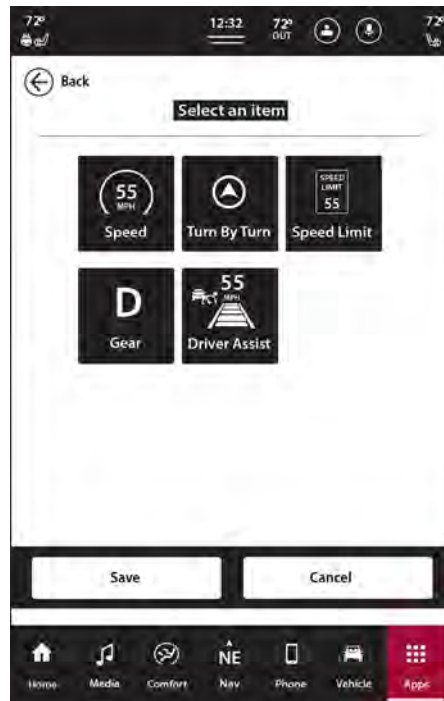 72° 12:32 72° 72°
OUT
Back
Select an item
55
MPH
Speed
Turn By Turn
SPEED
LIMIT
55
Speed Limit
D
Gear
55
MPH
Driver Assist
Save Cancel
NE
Home Media Comfort Nav Phone Vehicle Apps